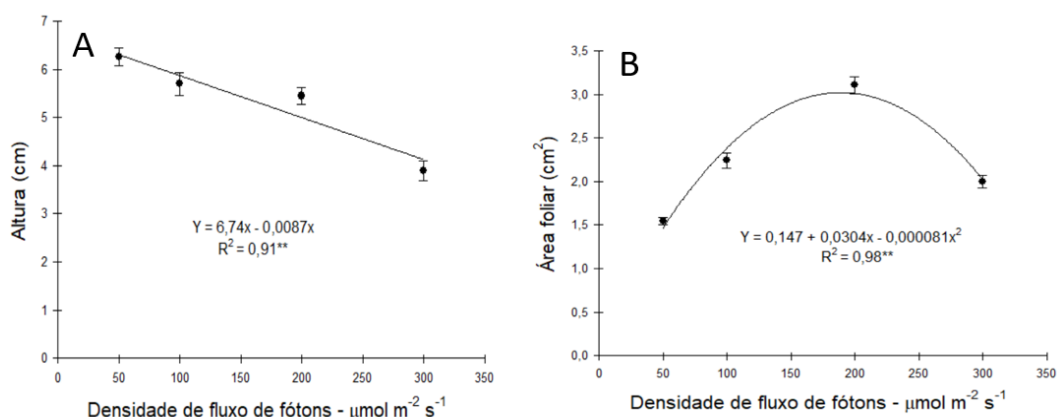 A
7
6
5
4
3
2
1
0
Altura (cm)
Y = 6,74x - 0,0087x
R² = 0,91**
0 50 100 150 200 250 300 350
Densidade de fluxo de fótons - μmol m⁻² s⁻¹
B
3,5
3,0
2,5
2,0
1,5
1,0
0,5
0,0
Área foliar (cm²)
Y = 0,147 + 0,0304x - 0,000081x²
R² = 0,98**
0 50 100 150 200 250 300 350
Densidade de fluxo de fótons - μmol m⁻² s⁻¹